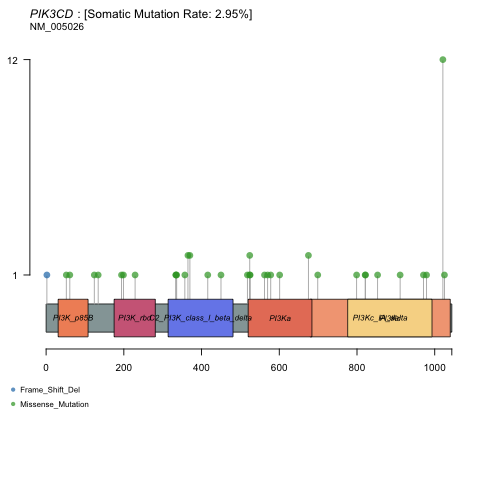 PIK3CD : [Somatic Mutation Rate: 2.95%]
NM_005026
12
1
PI3K_p85B PI3K_rbd C2_PI3K_class_I_beta_delta PI3Ka PI3Kc_IA_delta
0 200 400 600 800 1000
Frame_Shift_Del
Missense_Mutation